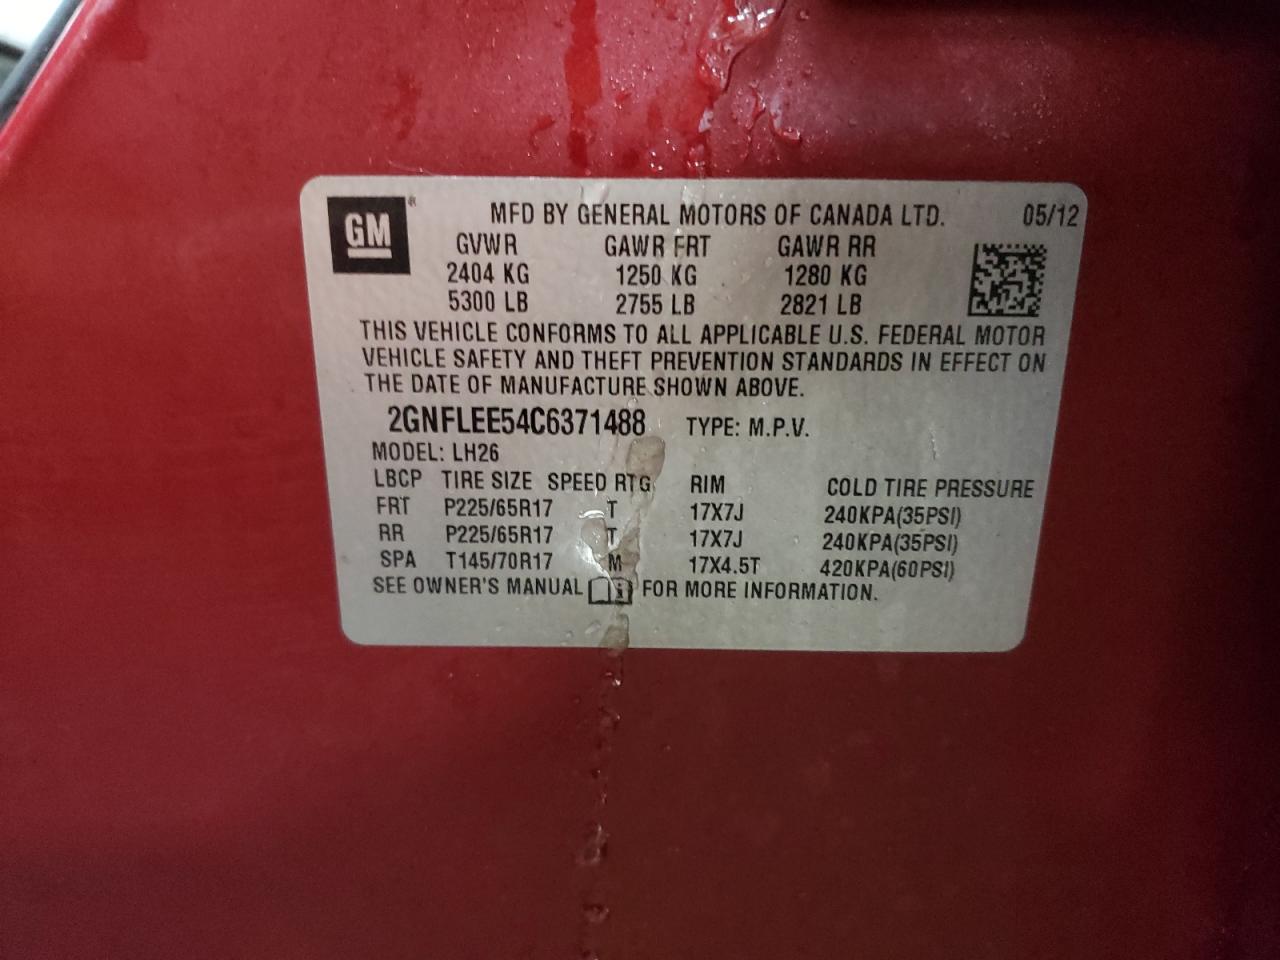 GM®
MFD BY GENERAL MOTORS OF CANADA LTD. 05/12
GVWR GAWR FRT GAWR RR
2404 KG 1250 KG 1280 KG
5300 LB 2755 LB 2821 LB
THIS VEHICLE CONFORMS TO ALL APPLICABLE U.S. FEDERAL MOTOR
VEHICLE SAFETY AND THEFT PREVENTION STANDARDS IN EFFECT ON
THE DATE OF MANUFACTURE SHOWN ABOVE.
2GNFLEE54C6371488 TYPE: M.P.V.
MODEL: LH26
LBCP TIRE SIZE SPEED RTG RIM COLD TIRE PRESSURE
FRT P225/65R17 T 17X7J 240KPA(35PSI)
RR P225/65R17 T 17X7J 240KPA(35PSI)
SPA T145/70R17 M 17X4.5T 420KPA(60PSI)
SEE OWNER'S MANUAL FOR MORE INFORMATION.